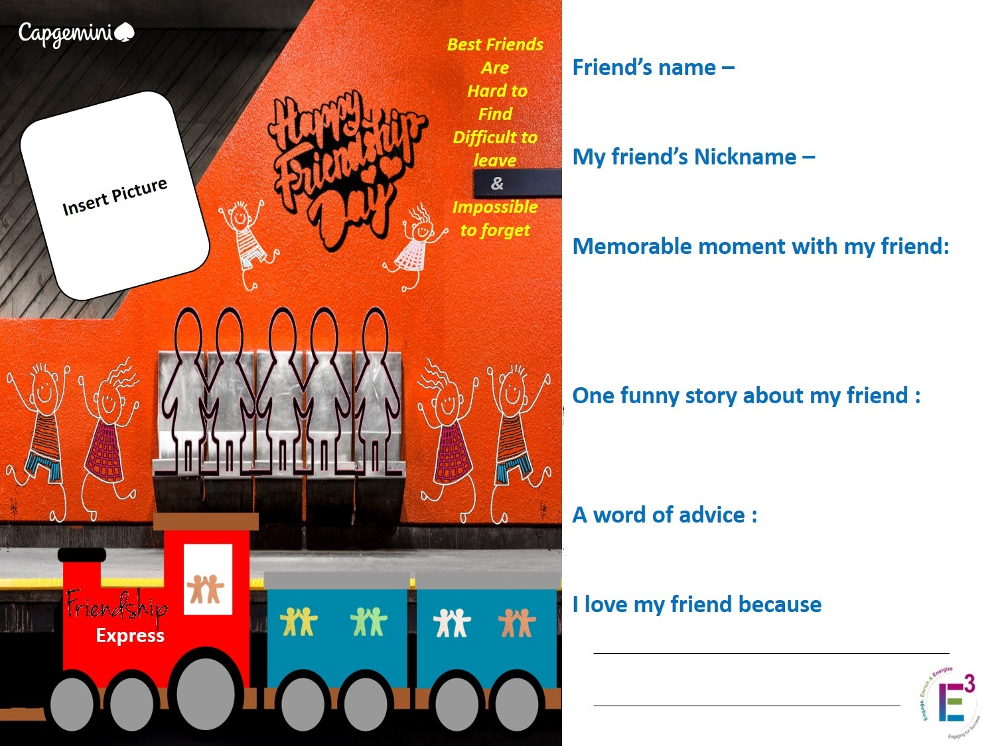 Capgemini
Insert Picture
Happy
Friendship
Day
Best Friends
Are
Hard to
Find
Difficult to
leave
&
Impossible
to forget
Friendship
Express
Friend’s name –
My friend’s Nickname –
Memorable moment with my friend:
One funny story about my friend :
A word of advice :
I love my friend because
Engage, Enrich & Energize
E3
Engaging for Success